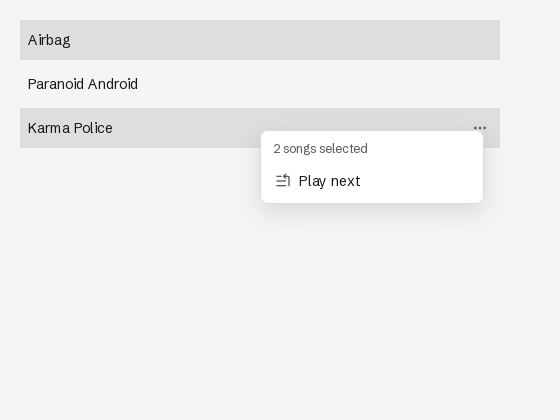 Airbag
Paranoid Android
Karma Police
2 songs selected
Play next